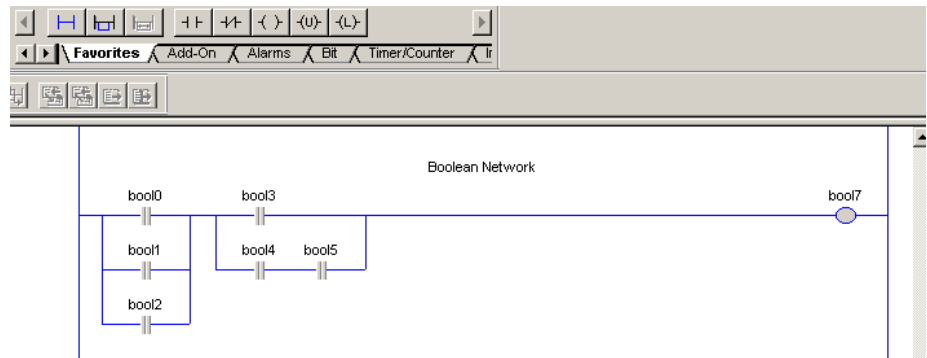 (U) (L)
Favorites Add-On Alarms Bit Timer/Counter
Boolean Network
bool0 bool3 bool7
bool1 bool4 bool5
bool2